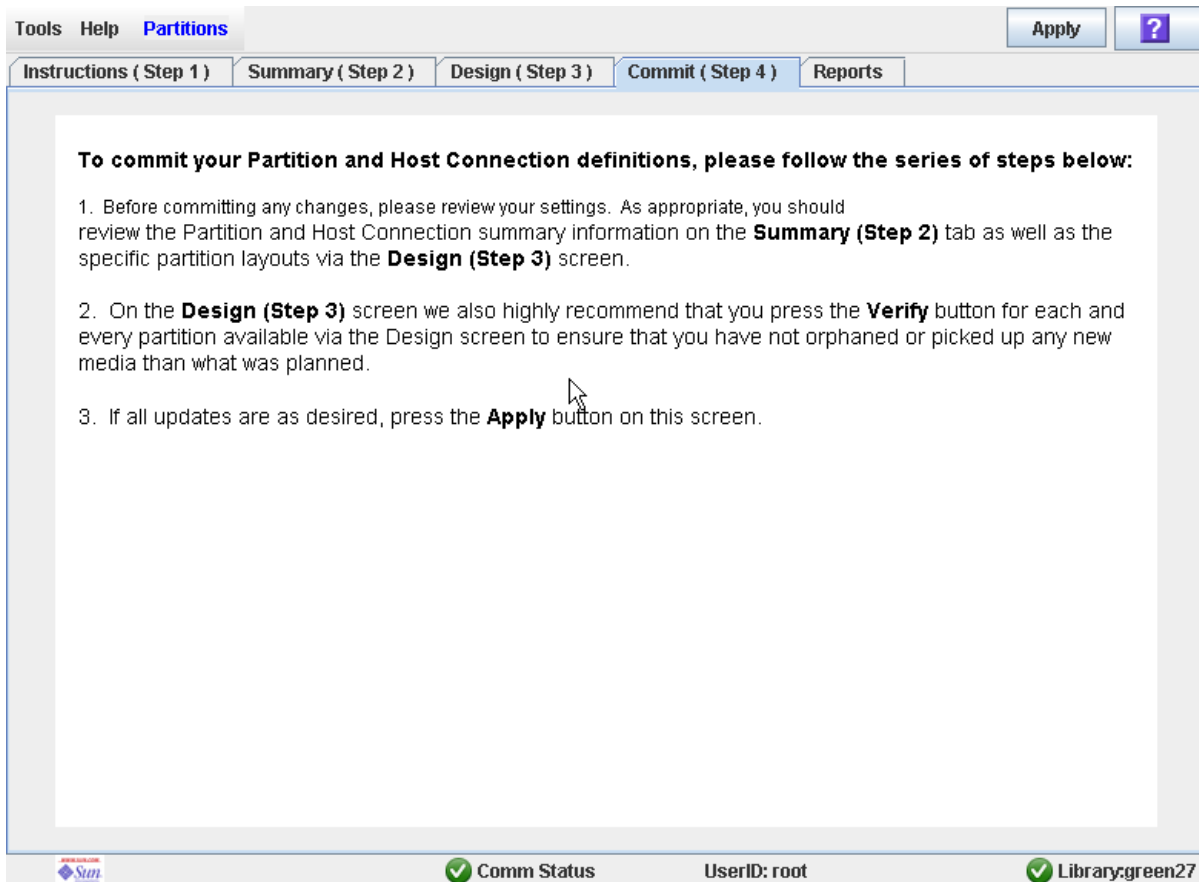 Tools Help Partitions
Apply
?
Instructions ( Step 1 )
Summary ( Step 2 )
Design ( Step 3 )
Commit ( Step 4 )
Reports
To commit your Partition and Host Connection definitions, please follow the series of steps below:
1. Before committing any changes, please review your settings. As appropriate, you should
review the Partition and Host Connection summary information on the Summary (Step 2) tab as well as the
specific partition layouts via the Design (Step 3) screen.
2. On the Design (Step 3) screen we also highly recommend that you press the Verify button for each and
every partition available via the Design screen to ensure that you have not orphaned or picked up any new
media than what was planned.
3. If all updates are as desired, press the Apply button on this screen.
Sun
Comm Status
UserID: root
Library:green27